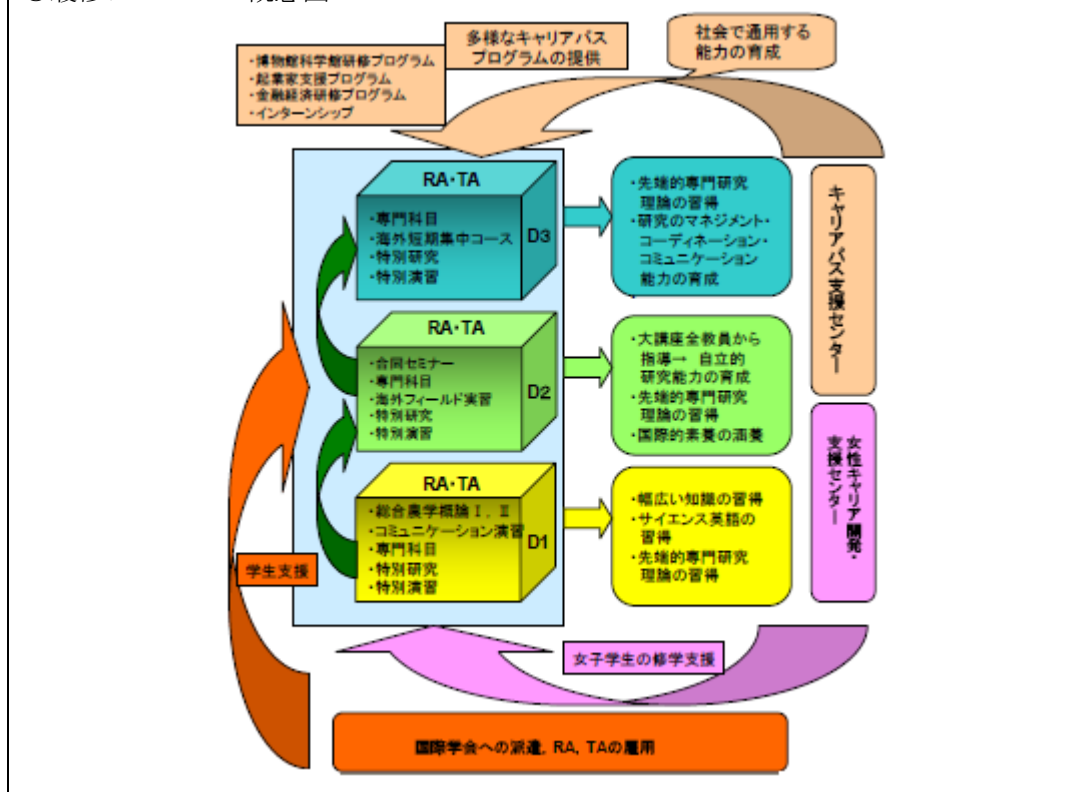 多様なキャリアパス
プログラムの提供
社会で通用する
能力の育成
・博物館科学館研修プログラム
・起業家支援プログラム
・金融経済研修プログラム
・インターンシップ
RA・TA
・専門科目
・海外短期集中コース
・特別研究
・特別演習
D3
・先端的専門研究
理論の習得
・研究のマネジメント・
コーディネーション・
コミュニケーション
能力の育成
キャリアパス支援センター
RA・TA
・合同セミナー
・専門科目
・海外フィールド実習
・特別研究
・特別演習
D2
・大講座全教員から
指導→ 自立的
研究能力の育成
・先端的専門研究
理論の習得
・国際的素養の涵養
女性キャリア開発・
支援センター
RA・TA
・総合農学概論Ⅰ,Ⅱ
・コミュニケーション演習
・専門科目
・特別研究
・特別演習
D1
・幅広い知識の習得
・サイエンス英語の
習得
・先端的専門研究
理論の習得
学生支援
女子学生の修学支援
国際学会への派遣, RA, TAの雇用